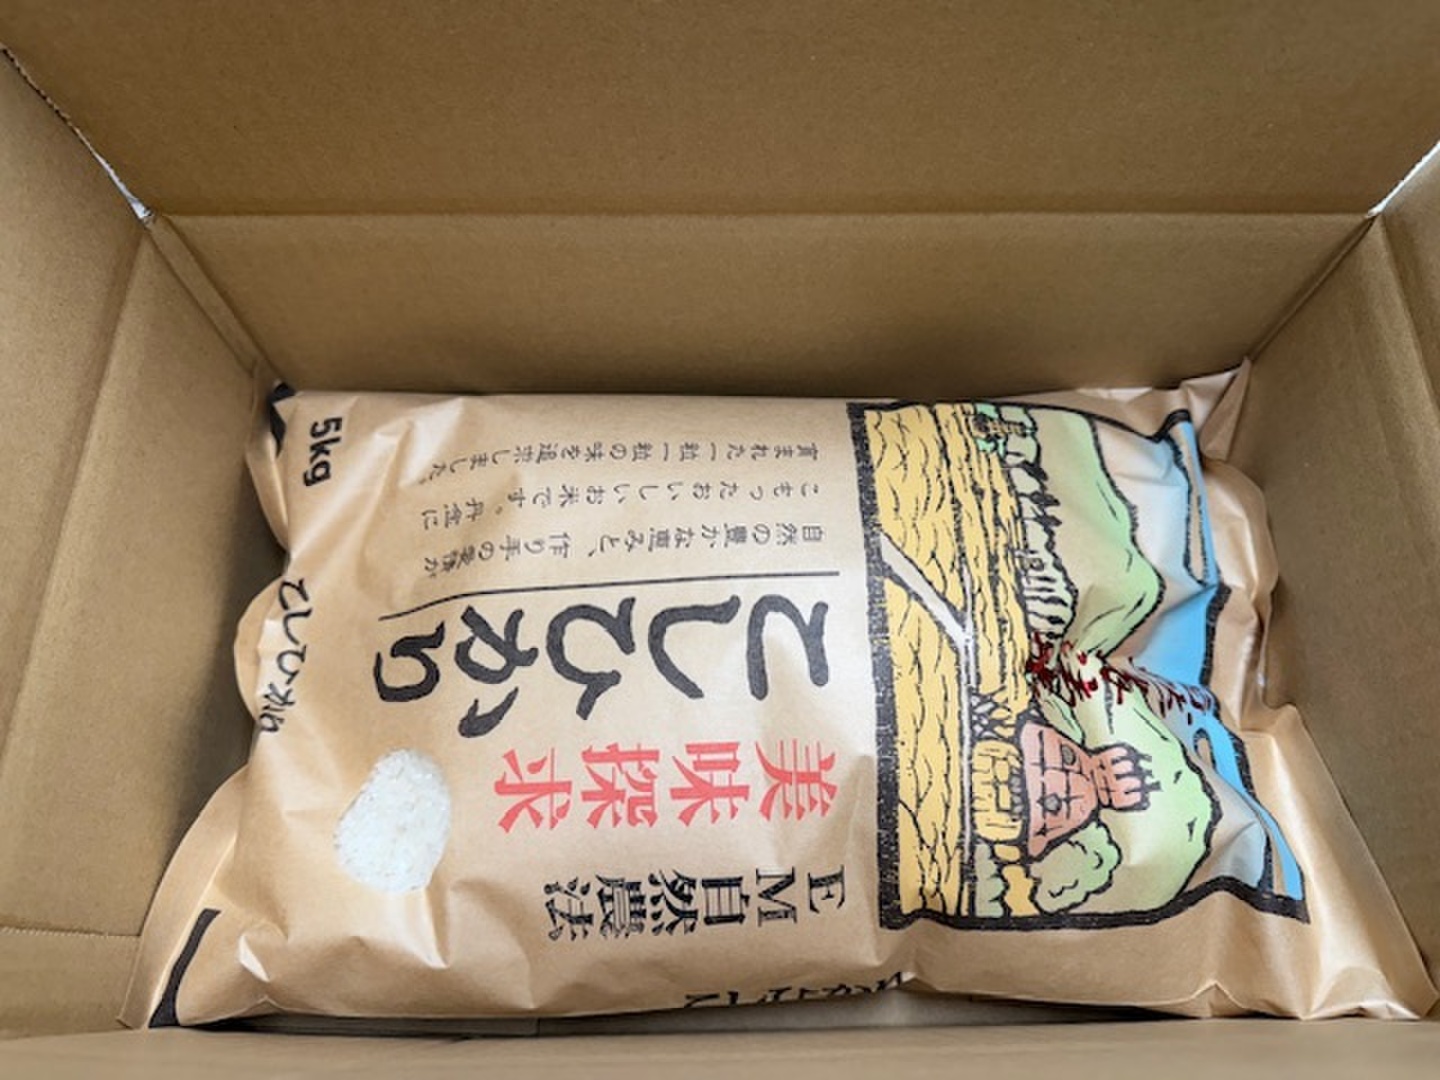 EM自然農法
美味探求
こしひかり
自然の豊かな恵みと、作り手の愛情が
こもったおいしいお米です。丹念に
育まれた一粒一粒の味を追求しました。
こしひかり
5kg